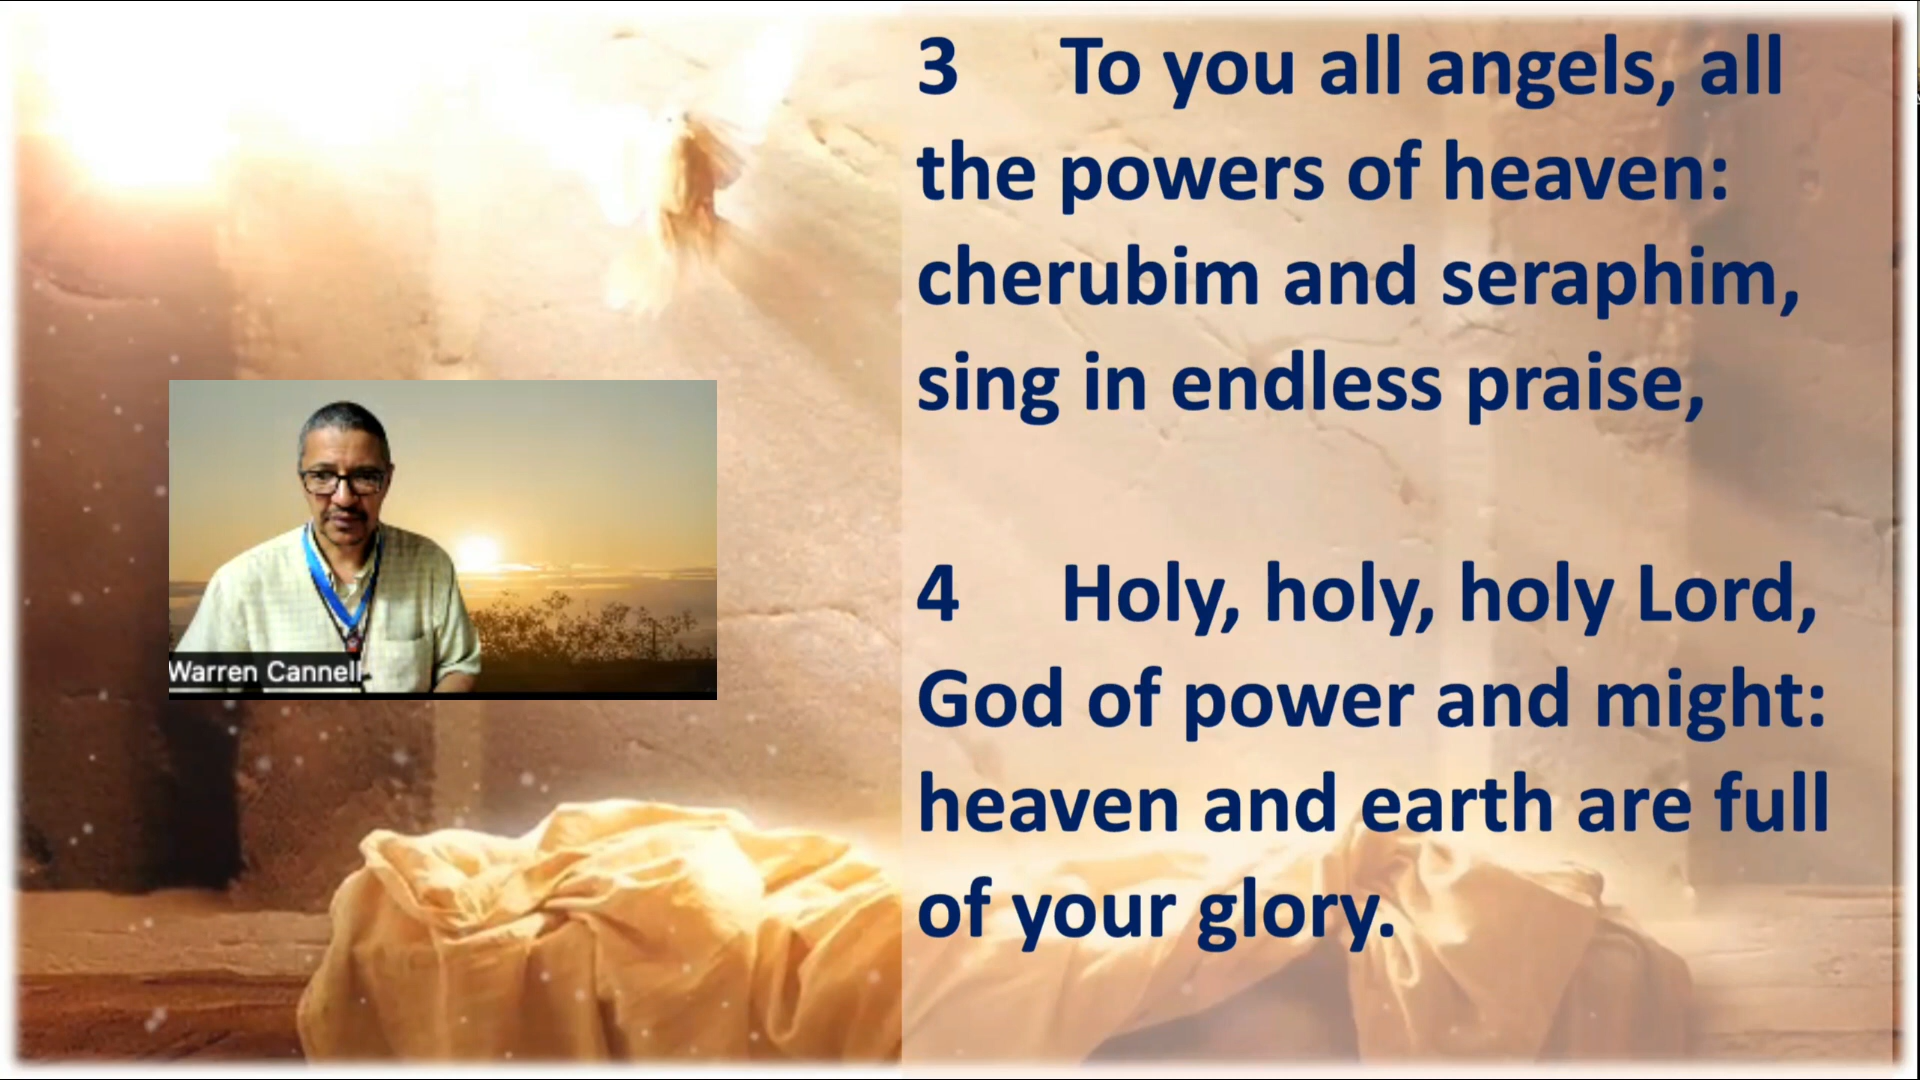 3 To you all angels, all
the powers of heaven:
cherubim and seraphim,
sing in endless praise,
4 Holy, holy, holy Lord,
God of power and might:
heaven and earth are full
of your glory.
Warren Cannell